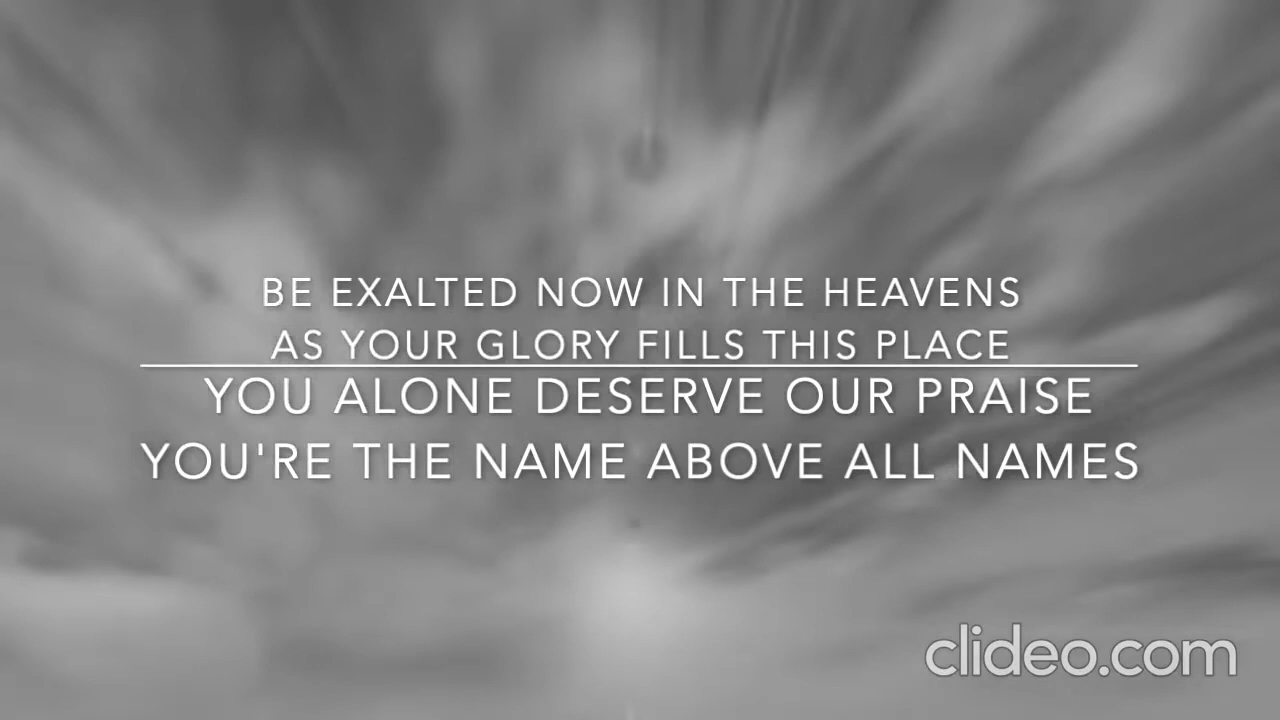 BE EXALTED NOW IN THE HEAVENS
AS YOUR GLORY FILLS THIS PLACE
YOU ALONE DESERVE OUR PRAISE
YOU'RE THE NAME ABOVE ALL NAMES
clideo.com